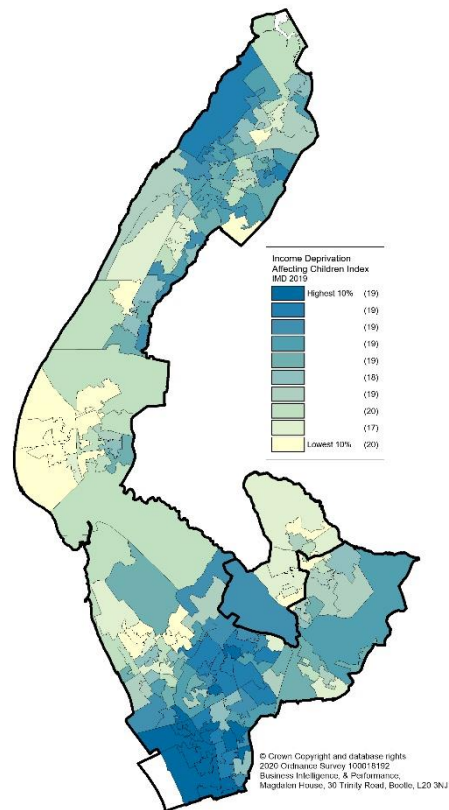 Income Deprivation
Affecting Children Index
IMD 2019
Highest 10% (19)
(19)
(19)
(19)
(19)
(18)
(19)
(20)
(17)
Lowest 10% (20)
© Crown Copyright and database rights
2020 Ordnance Survey 100018192
Business Intelligence, & Performance,
Magdalen House, 30 Trinity Road, Bootle, L20 3NJ